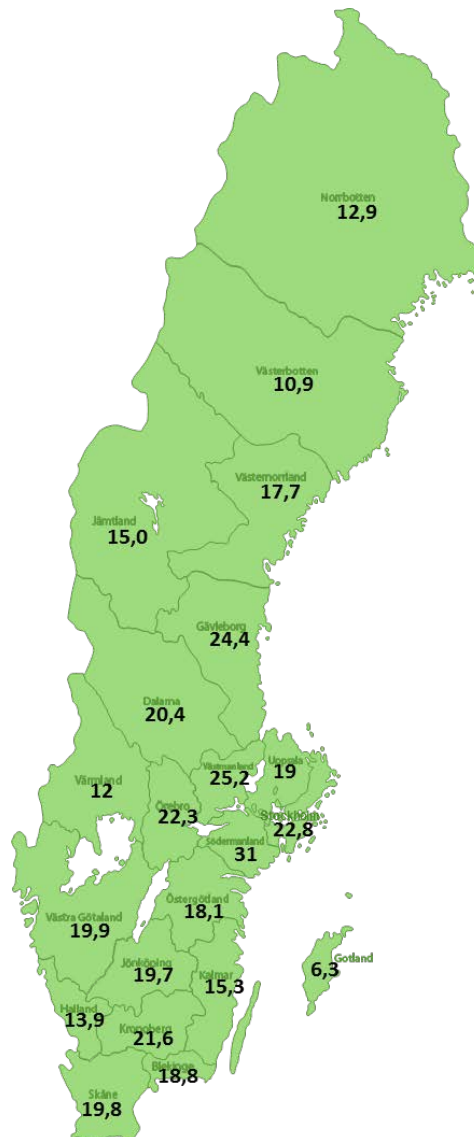 Norrbotten
12,9
Västerbotten
10,9
Västernorrland
17,7
Jämtland
15,0
Gävleborg
24,4
Dalarna
20,4
Västmanland
25,2
Uppsala
19
Värmland
12
Örebro
22,3
Stockholm
22,8
Södermanland
31
Östergötland
18,1
Västra Götaland
19,9
Jönköping
19,7
Kalmar
15,3
Gotland
6,3
Halland
13,9
Kronoberg
21,6
Blekinge
18,8
Skåne
19,8